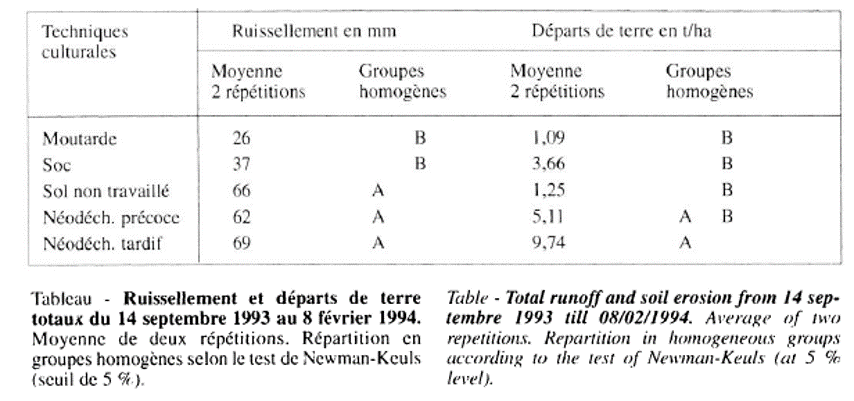 Techniques culturales Ruissellement en mm Départs de terre en t/ha
Moyenne 2 répétitions Groupes homogènes Moyenne 2 répétitions Groupes homogènes
Moutarde 26 B 1,09 B
Soc 37 B 3,66 B
Sol non travaillé 66 A 1,25 B
Néodéch. précoce 62 A 5,11 A B
Néodéch. tardif 69 A 9,74 A
Tableau - Ruissellement et départs de terre
totaux du 14 septembre 1993 au 8 février 1994.
Moyenne de deux répétitions. Répartition en
groupes homogènes selon le test de Newman-Keuls
(seuil de 5 %).
Table - Total runoff and soil erosion from 14 sep-
tembre 1993 till 08/02/1994. Average of two
repetitions. Repartition in homogeneous groups
according to the test of Newman-Keuls (at 5 %
level).